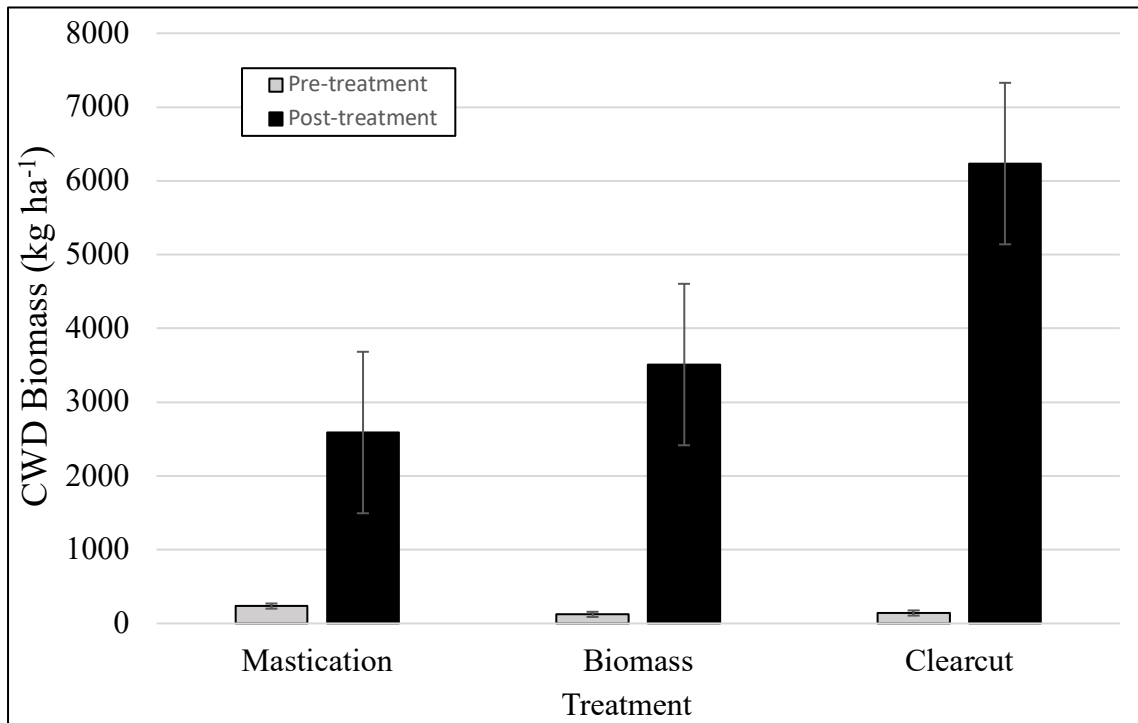 8000
7000
6000
5000
4000
3000
2000
1000
0
CWD Biomass (kg ha⁻¹)
Pre-treatment
Post-treatment
Mastication
Biomass
Clearcut
Treatment